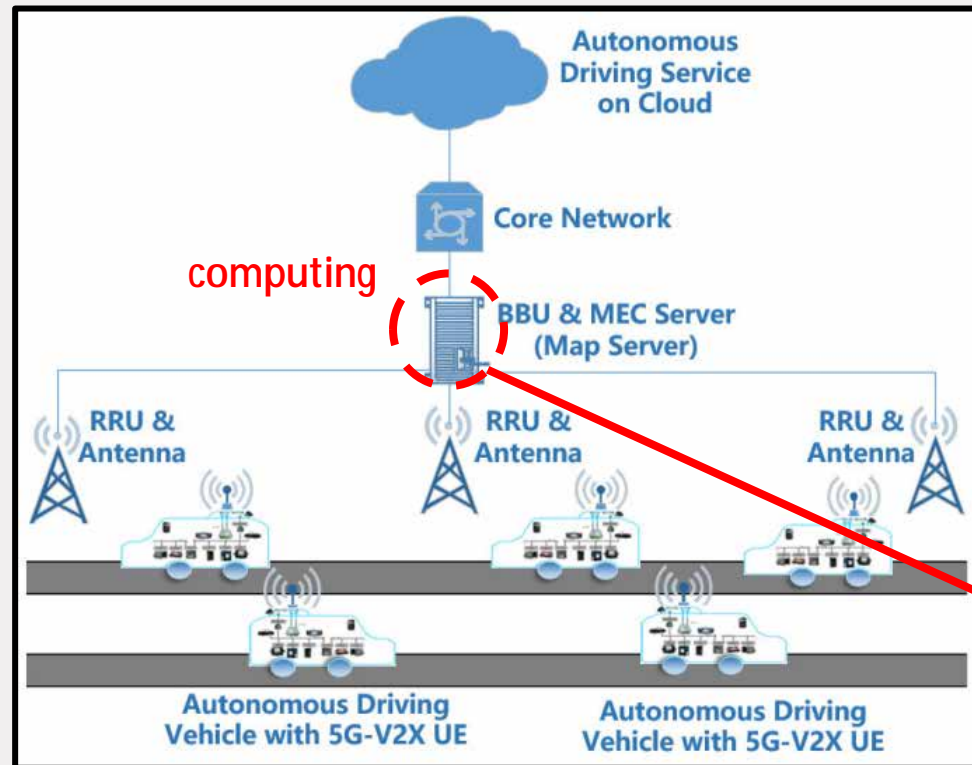 Autonomous
Driving Service
on Cloud
Core Network
computing
BBU & MEC Server
(Map Server)
RRU &
Antenna
RRU &
Antenna
RRU &
Antenna
Autonomous Driving
Vehicle with 5G-V2X UE
Autonomous Driving
Vehicle with 5G-V2X UE